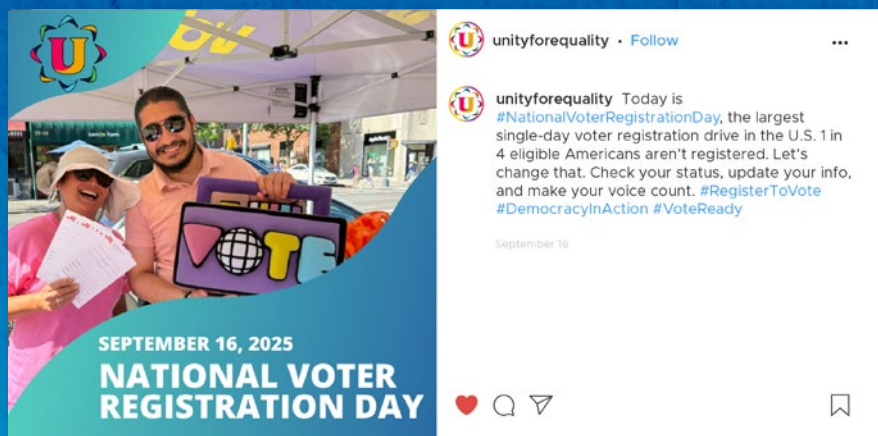 U
VOTE
SEPTEMBER 16, 2025
NATIONAL VOTER
REGISTRATION DAY
U
unityforequality • Follow
U
unityforequality Today is
#NationalVoterRegistrationDay, the largest
single-day voter registration drive in the U.S. 1 in
4 eligible Americans aren't registered. Let's
change that. Check your status, update your info,
and make your voice count. #RegisterToVote
#DemocracyInAction #VoteReady
September 16